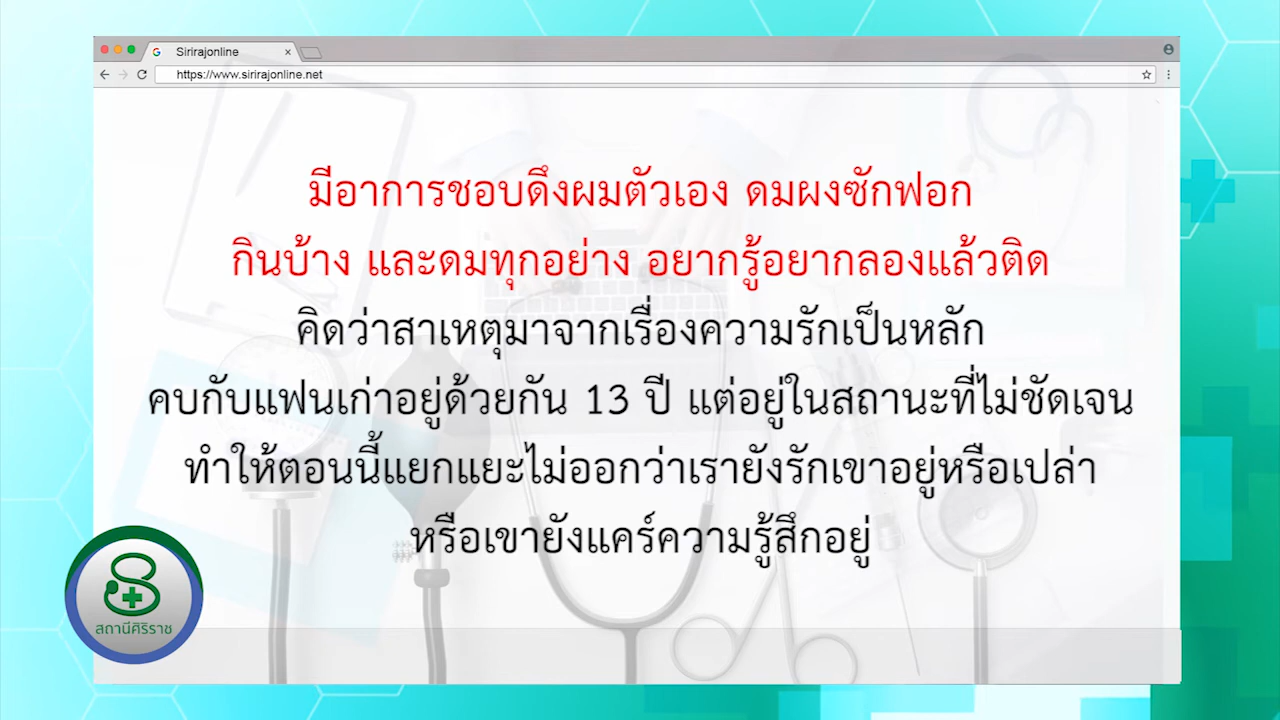 Sirirajonline
https://www.sirirajonline.net
มีอาการชอบดึงผมตัวเอง ดมผงซักฟอก
กินบ้าง และดมทุกอย่าง อยากรู้อยากลองแล้วติด
คิดว่าสาเหตุมาจากเรื่องความรักเป็นหลัก
คบกับแฟนเก่าอยู่ด้วยกัน 13 ปี แต่อยู่ในสถานะที่ไม่ชัดเจน
ทำให้ตอนนี้แยกแยะไม่ออกว่าเรายังรักเขาอยู่หรือเปล่า
หรือเขายังแคร์ความรู้สึกอยู่
สถานีศิริราช